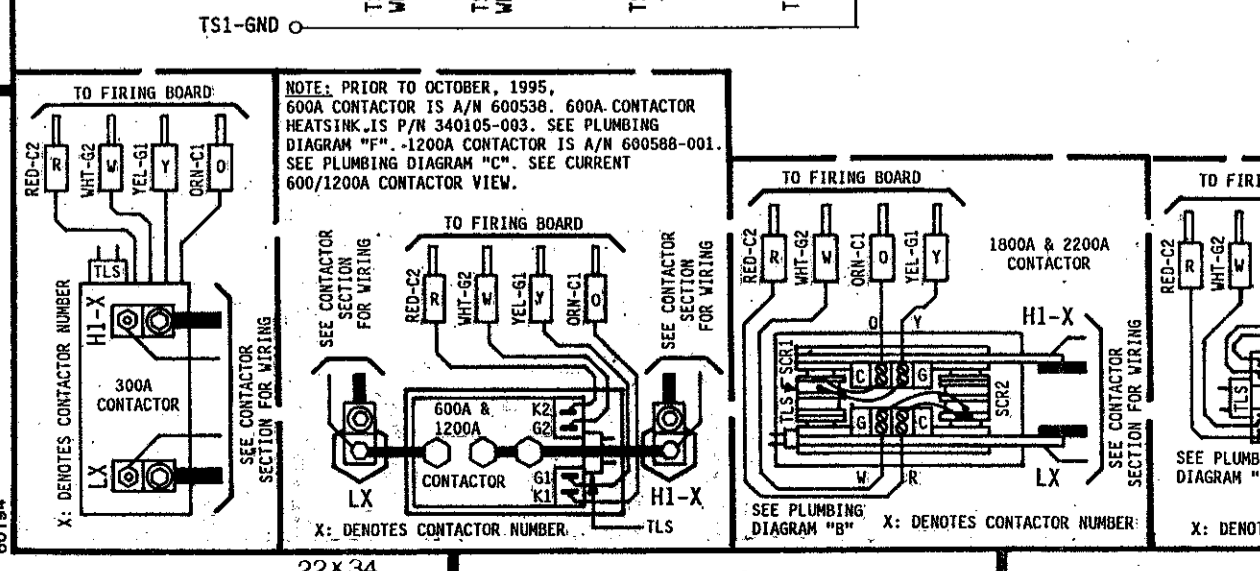 TS1-GND
TO FIRING BOARD
RED-C2
WHT-G2
YEL-G1
ORN-C1
R
W
Y
O
TLS
H1-X
300A
CONTACTOR
LX
X: DENOTES CONTACTOR NUMBER
SEE CONTACTOR
SECTION FOR WIRING
NOTE: PRIOR TO OCTOBER, 1995,
600A CONTACTOR IS A/N 600538. 600A CONTACTOR
HEATSINK IS P/N 340105-003. SEE PLUMBING
DIAGRAM "F". 1200A CONTACTOR IS A/N 600588-001.
SEE PLUMBING DIAGRAM "C". SEE CURRENT
600/1200A CONTACTOR VIEW.
TO FIRING BOARD
SEE CONTACTOR
SECTION
FOR WIRING
RED-C2
WHT-G2
YEL-G1
ORN-C1
R
W
Y
O
SEE CONTACTOR
SECTION
FOR WIRING
600A &
1200A
CONTACTOR
K2
G2
G1
K1
LX
H1-X
TLS
X: DENOTES CONTACTOR NUMBER
TO FIRING BOARD
RED-C2
WHT-G2
ORN-C1
YEL-G1
R
W
O
Y
1800A & 2200A
CONTACTOR
H1-X
O
Y
SCR1
TLS
C
G
G
C
SCR2
W
R
LX
SEE CONTACTOR
SECTION FOR WIRING
SEE PLUMBING
DIAGRAM "B"
X: DENOTES CONTACTOR NUMBER
TO FIRI
RED-C2
WHT-G2
R
W
TLS
SEE PLUMB
DIAGRAM "
X: DENOT
22X34